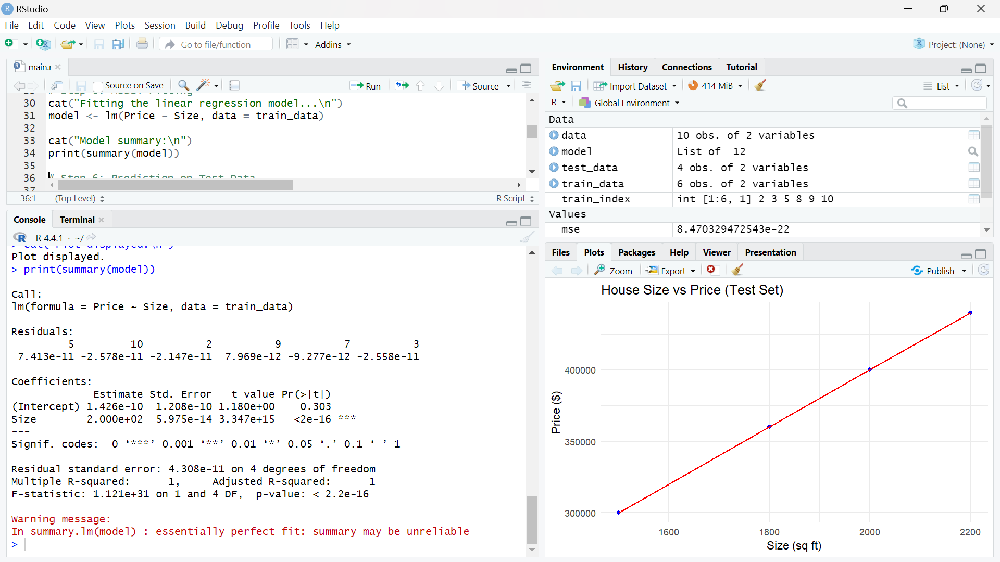 RStudio
File Edit Code View Plots Session Build Debug Profile Tools Help
Go to file/function Addins Project: (None)
main.r
Source on Save Run Source
30 cat("Fitting the linear regression model...\n")
31 model <- lm(Price ~ Size, data = train_data)
32
33 cat("Model summary:\n")
34 print(summary(model))
35
36 # Step 6: Prediction on Test Data
37
36:1 (Top Level) R Script
Console Terminal
R 4.4.1 · ~/
> cat("Plot displayed.\n")
Plot displayed.
> print(summary(model))
Call:
lm(formula = Price ~ Size, data = train_data)
Residuals:
5 10 2 9 7 3
7.413e-11 -2.578e-11 -2.147e-11 7.969e-12 -9.277e-12 -2.558e-11
Coefficients:
Estimate Std. Error t value Pr(>|t|)
(Intercept) 1.426e-10 1.208e-10 1.180e+00 0.303
Size 2.000e+02 5.975e-14 3.347e+15 <2e-16 ***
---
Signif. codes: 0 ‘***’ 0.001 ‘**’ 0.01 ‘*’ 0.05 ‘.’ 0.1 ‘ ’ 1
Residual standard error: 4.308e-11 on 4 degrees of freedom
Multiple R-squared: 1, Adjusted R-squared: 1
F-statistic: 1.121e+31 on 1 and 4 DF, p-value: < 2.2e-16
Warning message:
In summary.lm(model) : essentially perfect fit: summary may be unreliable
>
Environment History Connections Tutorial
Import Dataset 414 MiB List
R Global Environment
Data
data 10 obs. of 2 variables
model List of 12
test_data 4 obs. of 2 variables
train_data 6 obs. of 2 variables
train_index int [1:6, 1] 2 3 5 8 9 10
Values
mse 8.470329472543e-22
Files Plots Packages Help Viewer Presentation
Zoom Export Publish
House Size vs Price (Test Set)
400000
Price ($)
350000
300000
1600 1800 2000 2200
Size (sq ft)